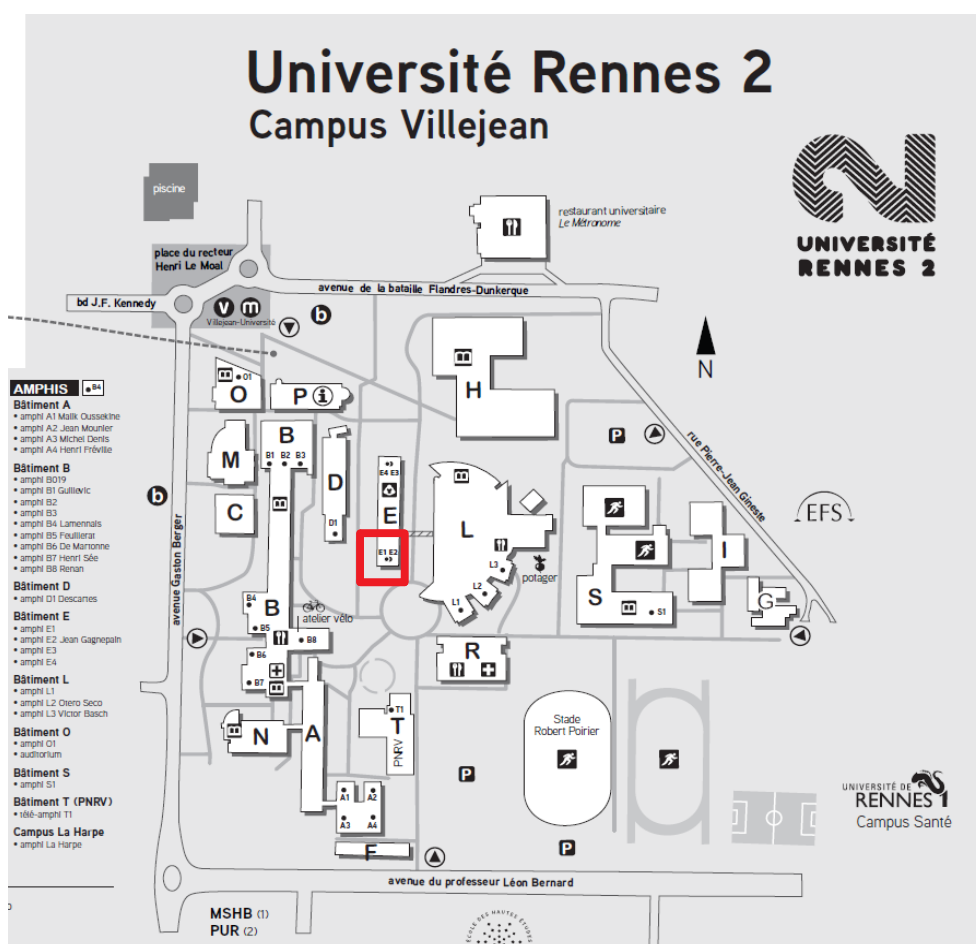 Université Rennes 2
Campus Villejean
piscine
restaurant universitaire
Le Métronome
UNIVERSITÉ
RENNES 2
place du recteur
Henri Le Moal
avenue de la bataille Flandres-Dunkerque
bd J.F. Kennedy
V m
Villejean-Université
b
N
AMPHIS B4
Bâtiment A
• amphi A1 Malik Oussekine
• amphi A2 Jean Mounier
• amphi A3 Michel Denis
• amphi A4 Henri Fréville
Bâtiment B
• amphi B019
• amphi B1 Guillevic
• amphi B2
• amphi B3
• amphi B4 Lamennais
• amphi B5 Feuillerat
• amphi B6 De Martonne
• amphi B7 Henri Sée
• amphi B8 Renan
Bâtiment D
• amphi D1 Descartes
Bâtiment E
• amphi E1
• amphi E2 Jean Gagnepain
• amphi E3
• amphi E4
Bâtiment L
• amphi L1
• amphi L2 Otero Seco
• amphi L3 Victor Basch
Bâtiment O
• amphi O1
• auditorium
Bâtiment S
• amphi S1
Bâtiment T (PNRV)
• télé-amphi T1
Campus La Harpe
• amphi La Harpe
O1
O
P i
H
B
B1 B2 B3
M
D
D1
C
b
E4 E3
E
E1 E2
L
L3
L2
L1
potager
P
rue Pierre-Jean Gineste
EFS
I
S
S1
G
avenue Gaston Berger
B4
B
B5
atelier vélo
B8
B6
B7
R
N
A
T1
T
PNRV
Stade
Robert Poirier
P
A1 A2
A3 A4
F
P
UNIVERSITÉ DE
RENNES 1
Campus Santé
avenue du professeur Léon Bernard
MSHB (1)
PUR (2)
ÉCOLE DES HAUTES ÉTUDES